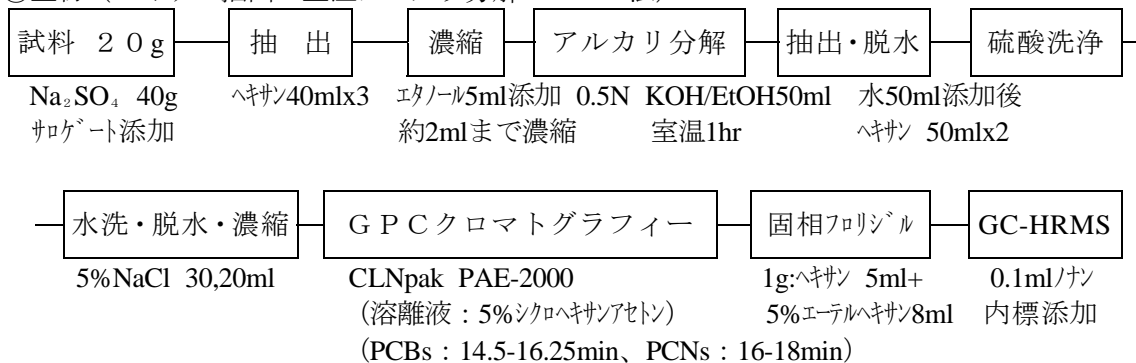 試料 20g 抽 出 濃縮 アルカリ分解 抽出・脱水 硫酸洗浄
Na₂SO₄ 40g ﾍｷｻﾝ40mlx3 ｴﾀﾉｰﾙ5ml添加 0.5N KOH/EtOH50ml 水50ml添加後
ｻﾛｹﾞｰﾄ添加 約2mlまで濃縮 室温1hr ﾍｷｻﾝ 50mlx2
水洗・脱水・濃縮 GPCクロマトグラフィー 固相ﾌﾛﾘｼﾞﾙ GC-HRMS
5%NaCl 30,20ml CLNpak PAE-2000 1g:ﾍｷｻﾝ 5ml+ 0.1mlﾉﾅﾝ
（溶離液：5%ｼｸﾛﾍｷｻﾝｱｾﾄﾝ） 5%ｴｰﾃﾙﾍｷｻﾝ8ml 内標添加
（PCBs：14.5-16.25min、PCNs：16-18min）